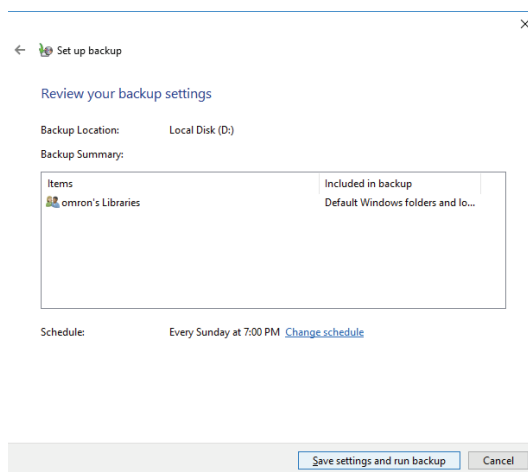 Set up backup
Review your backup settings
Backup Location: Local Disk (D:)
Backup Summary:
Items Included in backup
omron's Libraries Default Windows folders and lo...
Schedule: Every Sunday at 7:00 PM Change schedule
Save settings and run backup Cancel